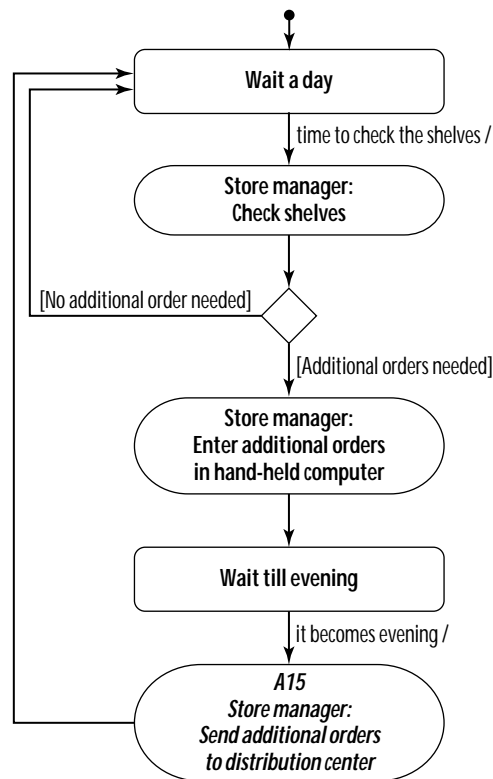 Wait a day
time to check the shelves /
Store manager:
Check shelves
[No additional order needed]
[Additional orders needed]
Store manager:
Enter additional orders
in hand-held computer
Wait till evening
it becomes evening /
A15
Store manager:
Send additional orders
to distribution center